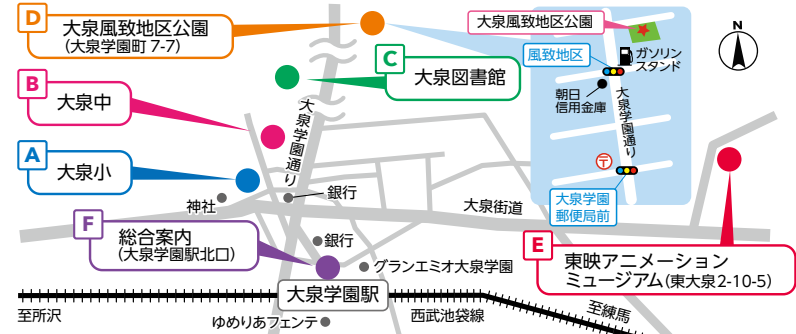 D
大泉風致地区公園
(大泉学園町 7-7)
B
大泉中
A
大泉小
C
大泉図書館
大泉学園通り
大泉風致地区公園
風致地区
ガソリン
スタンド
朝日
信用金庫
大泉学園通り
〒
大泉学園
郵便局前
N
神社
銀行
大泉街道
F
総合案内
(大泉学園駅北口)
銀行
グランエミオ大泉学園
E
東映アニメーション
ミュージアム(東大泉2-10-5)
大泉学園駅
至所沢
ゆめりあフェンテ
西武池袋線
至練馬